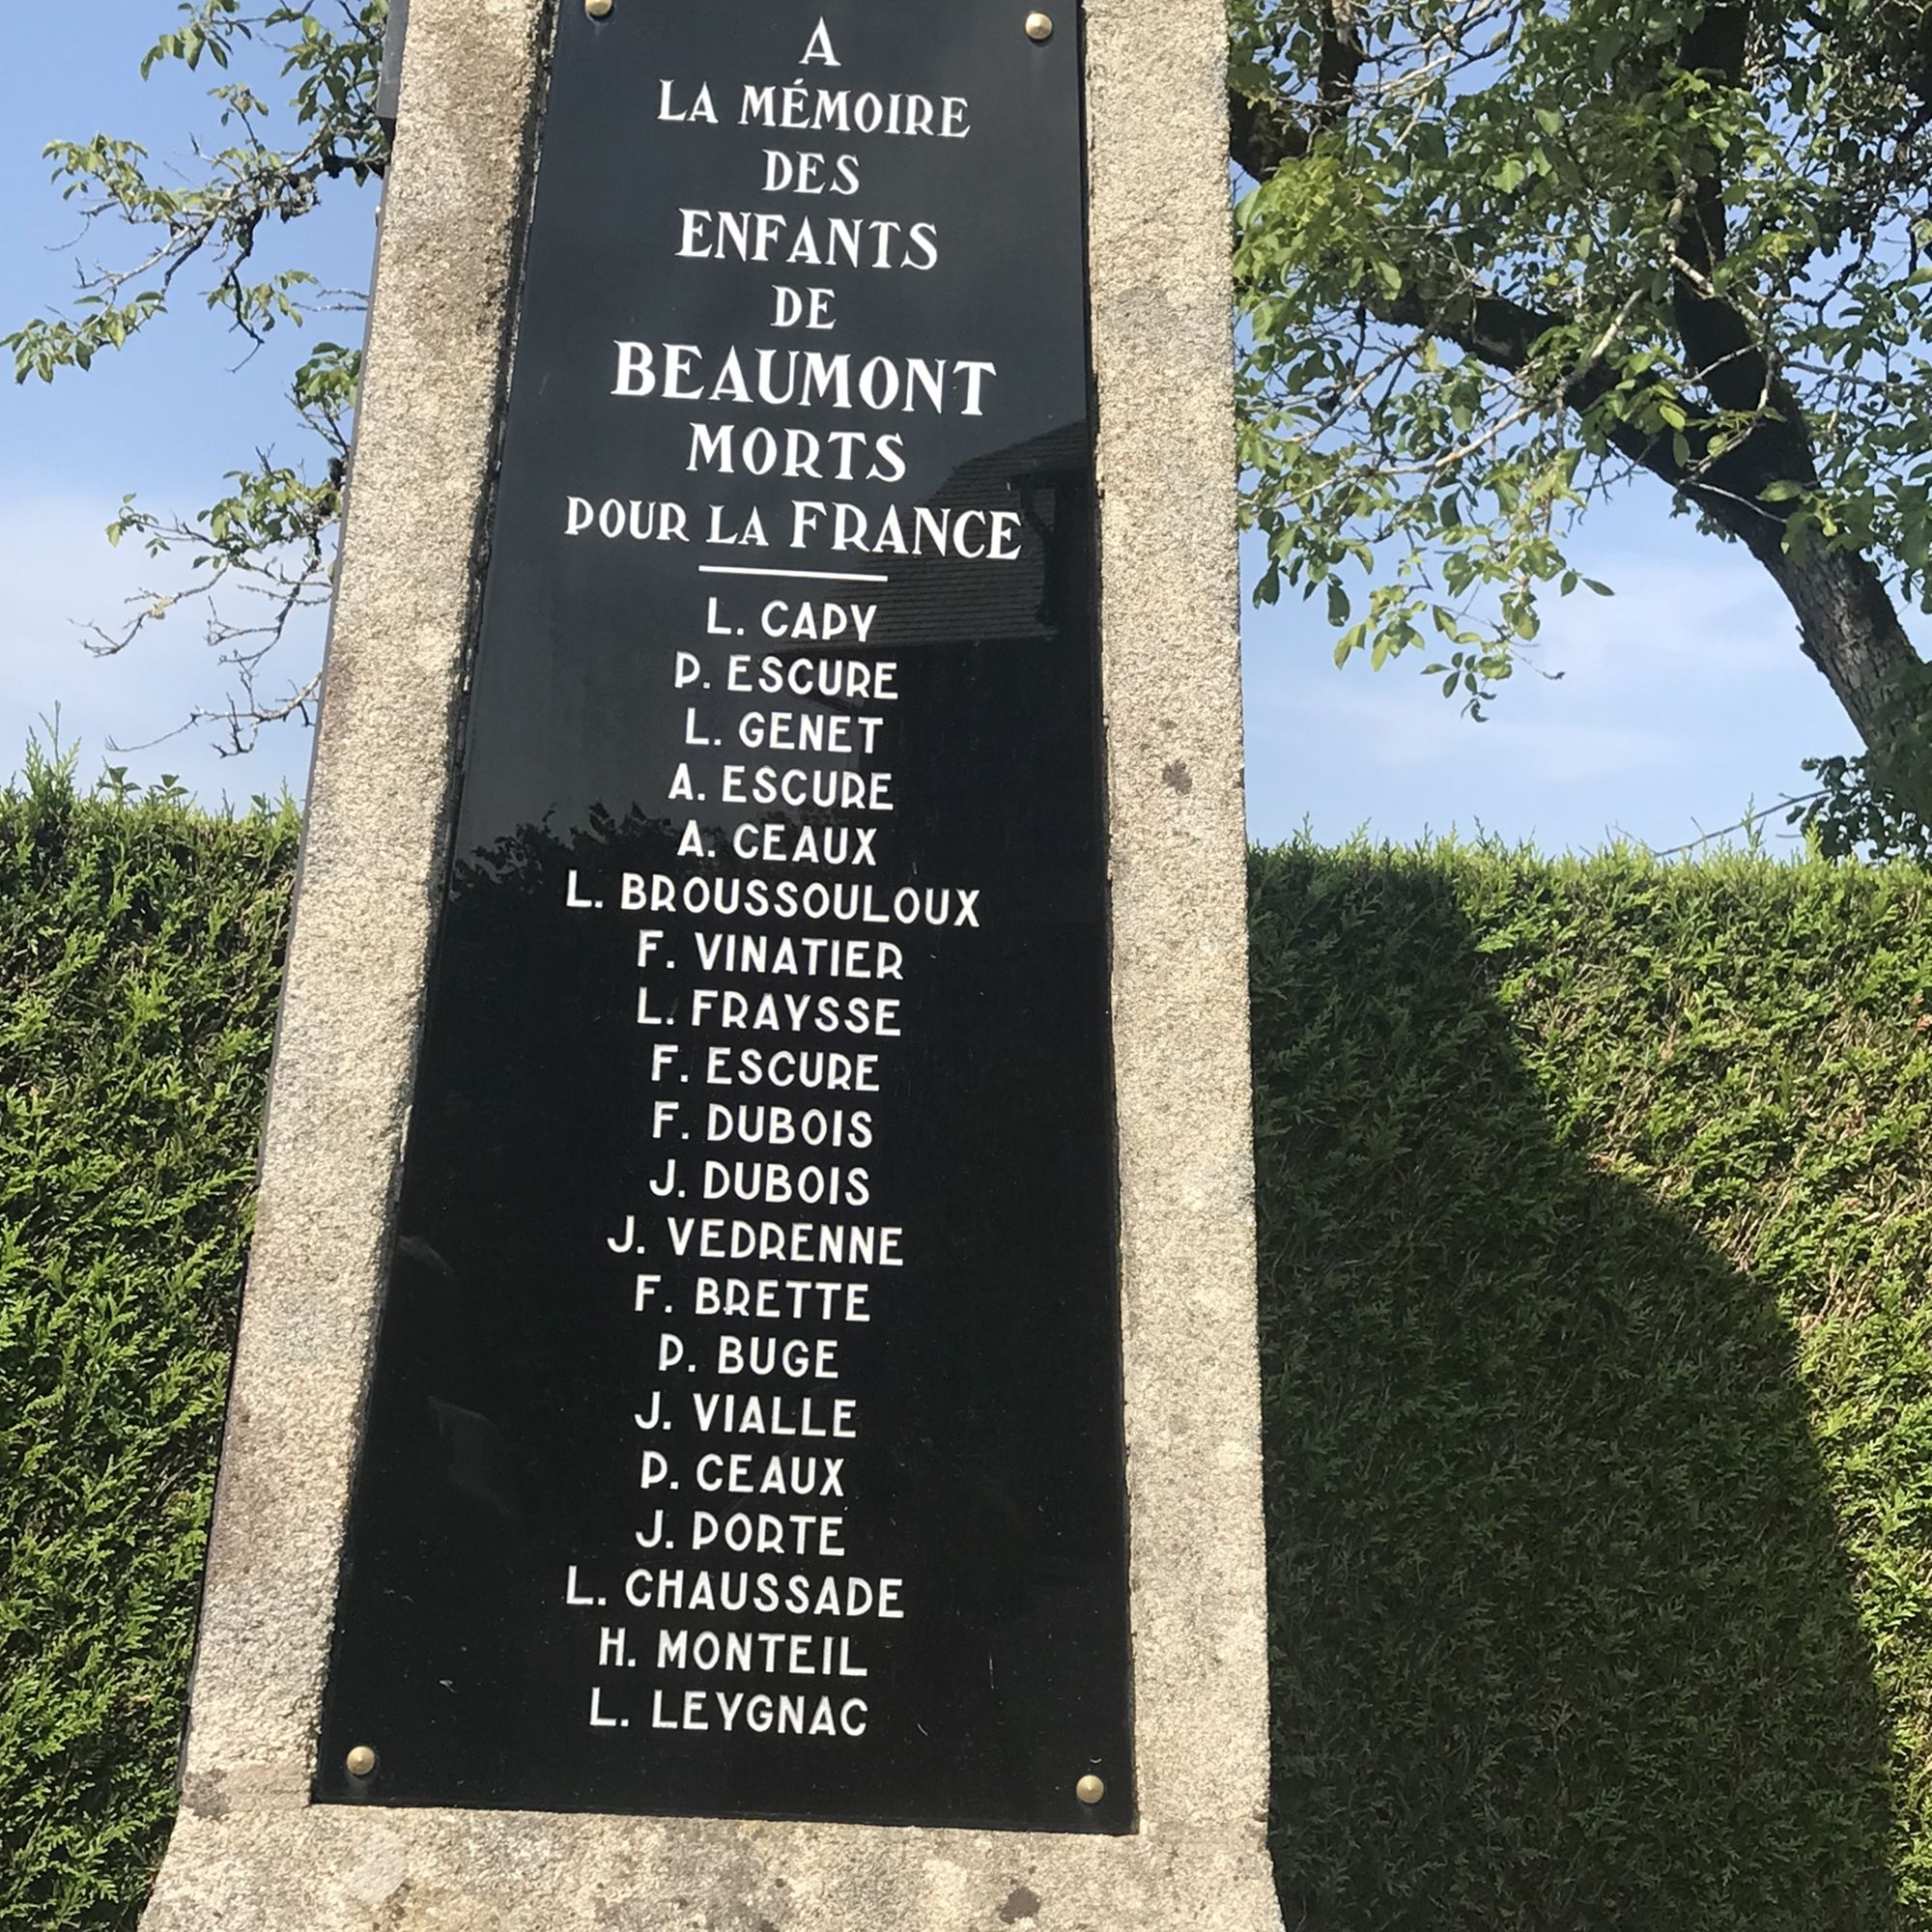 A
LA MÉMOIRE
DES
ENFANTS
DE
BEAUMONT
MORTS
POUR LA FRANCE
L. CAPY
P. ESCURE
L. GENET
A. ESCURE
A. CEAUX
L. BROUSSOULOUX
F. VINATIER
L. FRAYSSE
F. ESCURE
F. DUBOIS
J. DUBOIS
J. VEDRENNE
F. BRETTE
P. BUGE
J. VIALLE
P. CEAUX
J. PORTE
L. CHAUSSADE
H. MONTEIL
L. LEYGNAC